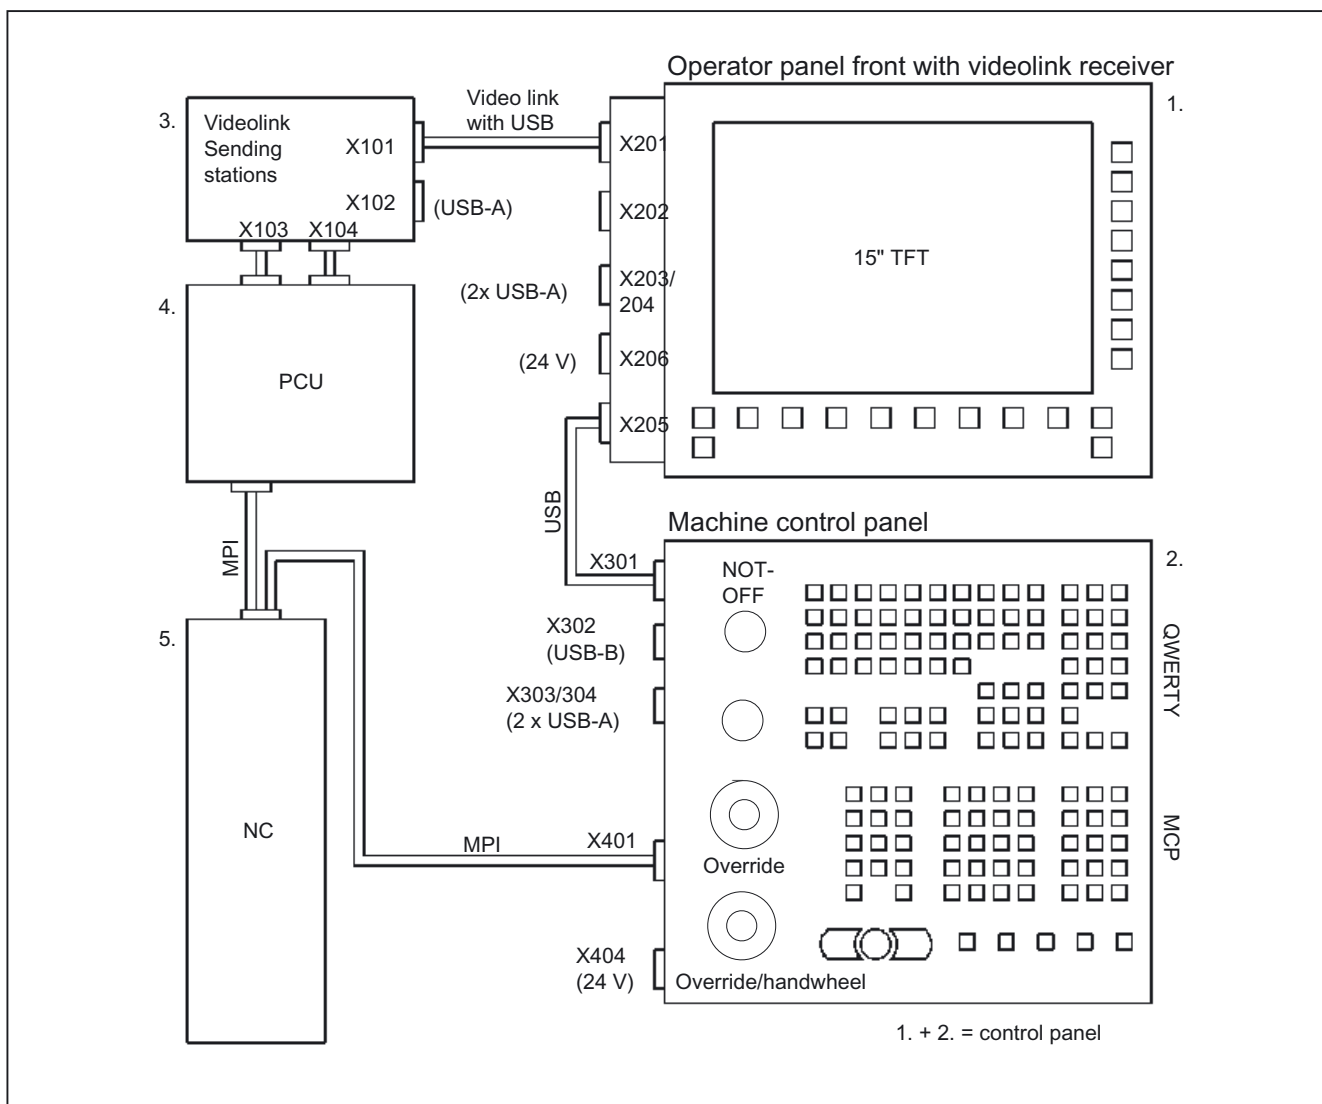 Operator panel front with videolink receiver
1.
3.
Videolink
Sending
stations
X101
X102
X103
X104
Video link
with USB
(USB-A)
X201
X202
X203/
204
(2x USB-A)
X206
(24 V)
X205
15" TFT
4.
PCU
USB
MPI
Machine control panel
2.
X301
NOT-
OFF
X302
(USB-B)
X303/304
(2 x USB-A)
QWERTY
5.
NC
MPI
X401
Override
MCP
X404
(24 V)
Override/handwheel
1. + 2. = control panel